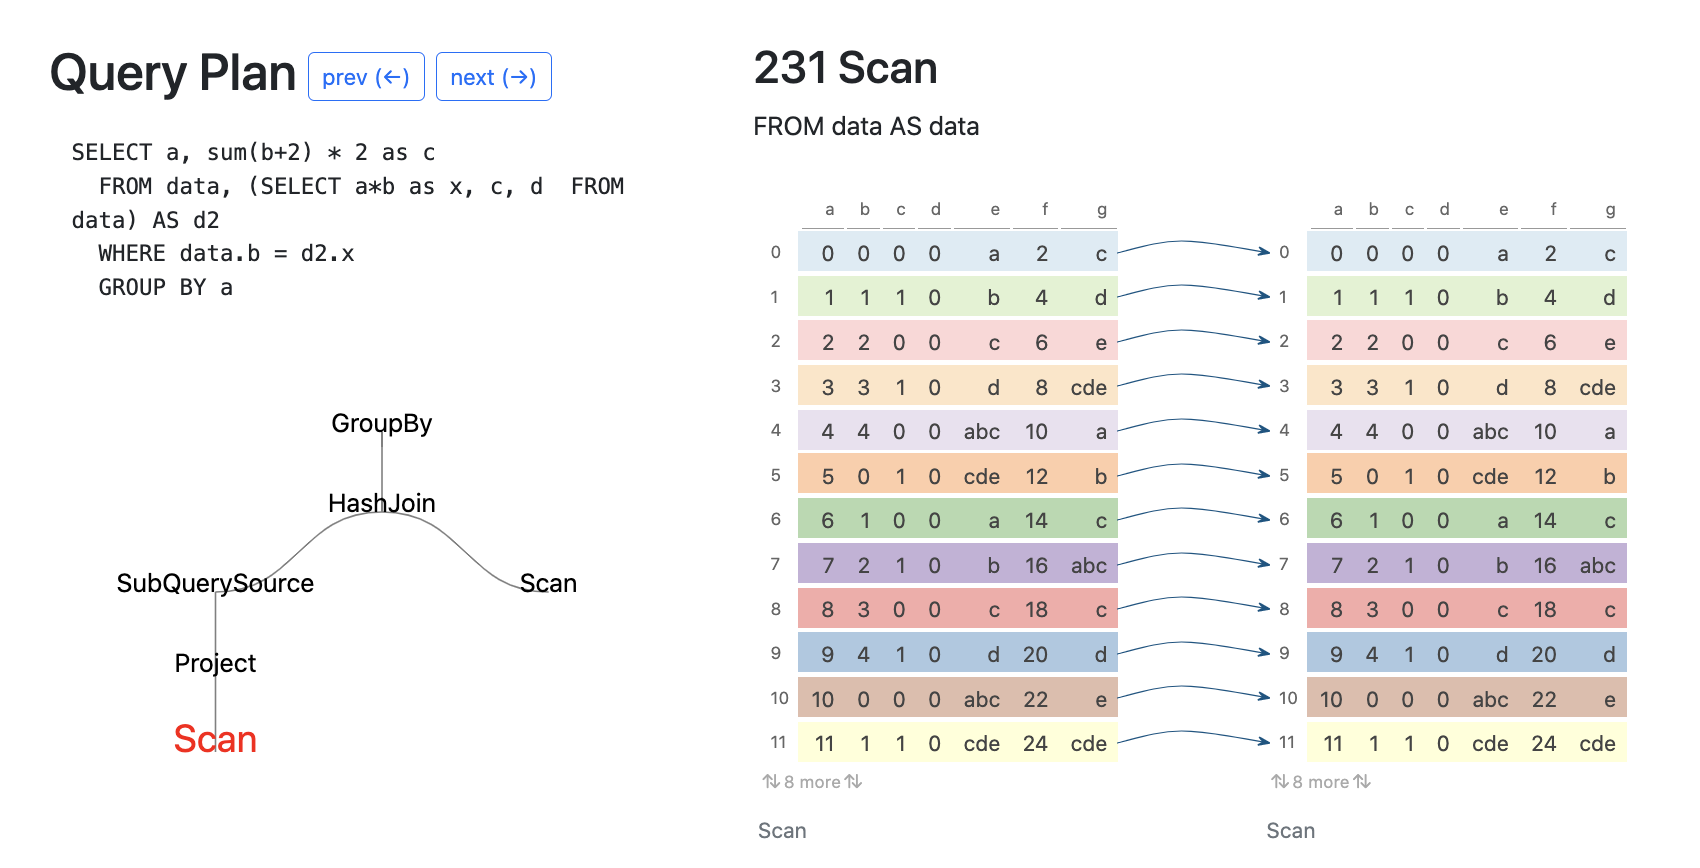 Query Plan prev (←) next (→)
SELECT a, sum(b+2) * 2 as c
FROM data, (SELECT a*b as x, c, d  FROM
data) AS d2
WHERE data.b = d2.x
GROUP BY a
GroupBy
HashJoin
SubQuerySource Scan
Project
Scan
231 Scan
FROM data AS data
a b c d e f g
0 0 0 0 0 a 2 c
1 1 1 1 0 b 4 d
2 2 2 0 0 c 6 e
3 3 3 1 0 d 8 cde
4 4 4 0 0 abc 10 a
5 5 0 1 0 cde 12 b
6 6 1 0 0 a 14 c
7 7 2 1 0 b 16 abc
8 8 3 0 0 c 18 c
9 9 4 1 0 d 20 d
10 10 0 0 0 abc 22 e
11 11 1 1 0 cde 24 cde
⇅ 8 more ⇅
Scan
a b c d e f g
0 0 0 0 0 a 2 c
1 1 1 1 0 b 4 d
2 2 2 0 0 c 6 e
3 3 3 1 0 d 8 cde
4 4 4 0 0 abc 10 a
5 5 0 1 0 cde 12 b
6 6 1 0 0 a 14 c
7 7 2 1 0 b 16 abc
8 8 3 0 0 c 18 c
9 9 4 1 0 d 20 d
10 10 0 0 0 abc 22 e
11 11 1 1 0 cde 24 cde
⇅ 8 more ⇅
Scan